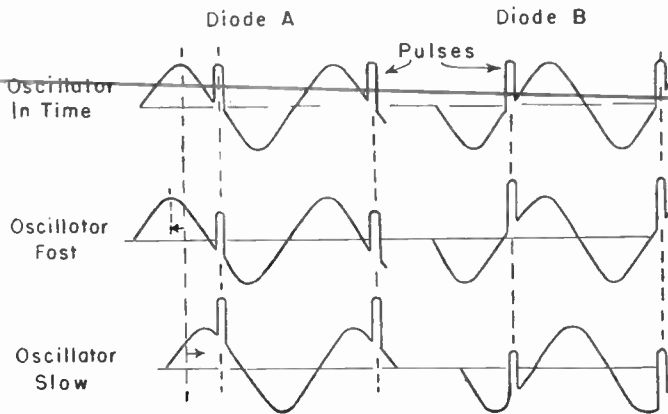 Diode A
Diode B
Pulses
Oscillator
In Time
Oscillator
Fast
Oscillator
Slow